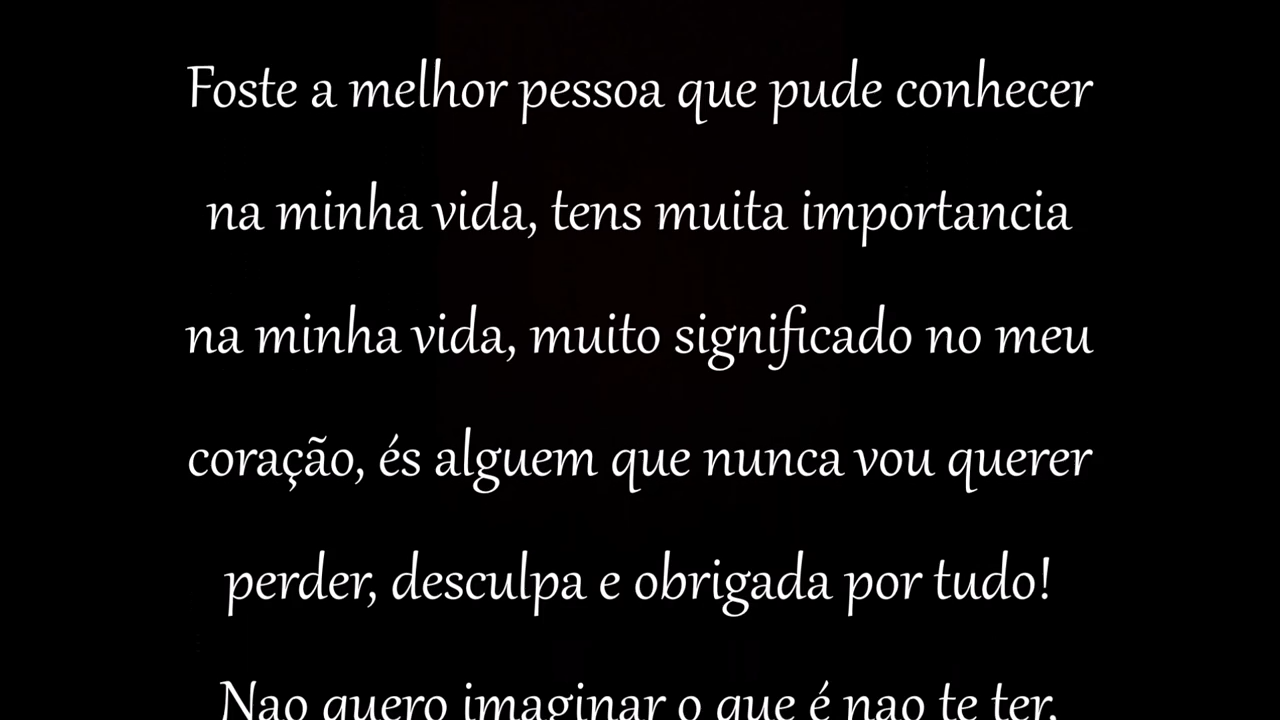 Foste a melhor pessoa que pude conhecer
na minha vida, tens muita importancia
na minha vida, muito significado no meu
coração, és alguem que nunca vou querer
perder, desculpa e obrigada por tudo!
Nao quero imaginar o que é nao te ter,